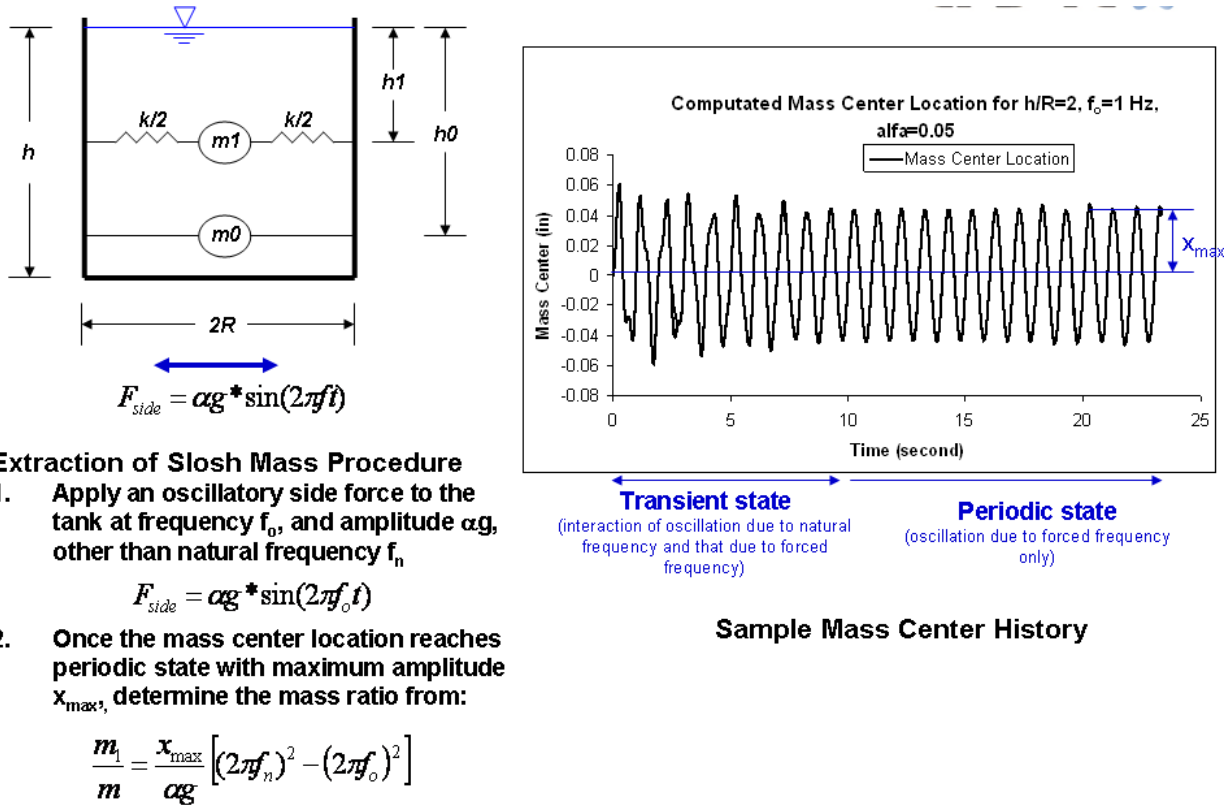 h
h1
h0
k/2
k/2
m1
m0
2R
F_side = αg*sin(2πft)
Extraction of Slosh Mass Procedure
1. Apply an oscillatory side force to the
tank at frequency f_o, and amplitude αg,
other than natural frequency f_n
F_side = αg*sin(2πf_o t)
2. Once the mass center location reaches
periodic state with maximum amplitude
x_max, determine the mass ratio from:
m_1/m = x_max/αg [(2πf_n)^2 − (2πf_o)^2]
Computated Mass Center Location for h/R=2, f_o=1 Hz,
alfa=0.05
Mass Center Location
0.08
0.06
0.04
0.02
0
-0.02
-0.04
-0.06
-0.08
Mass Center (in)
x_max
0 5 10 15 20 25
Time (second)
Transient state
(interaction of oscillation due to natural
frequency and that due to forced
frequency)
Periodic state
(oscillation due to forced frequency
only)
Sample Mass Center History